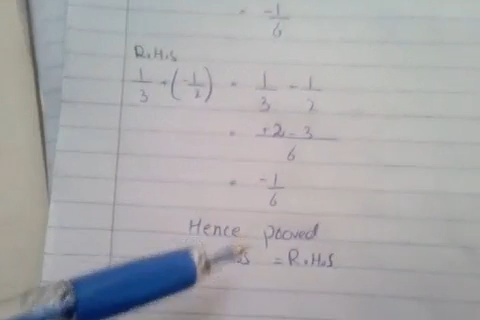 = -1/6
R.H.S
1/3 + (-1/2) = 1/3 - 1/2
= +2-3/6
= -1/6
Hence proved
= R.H.S